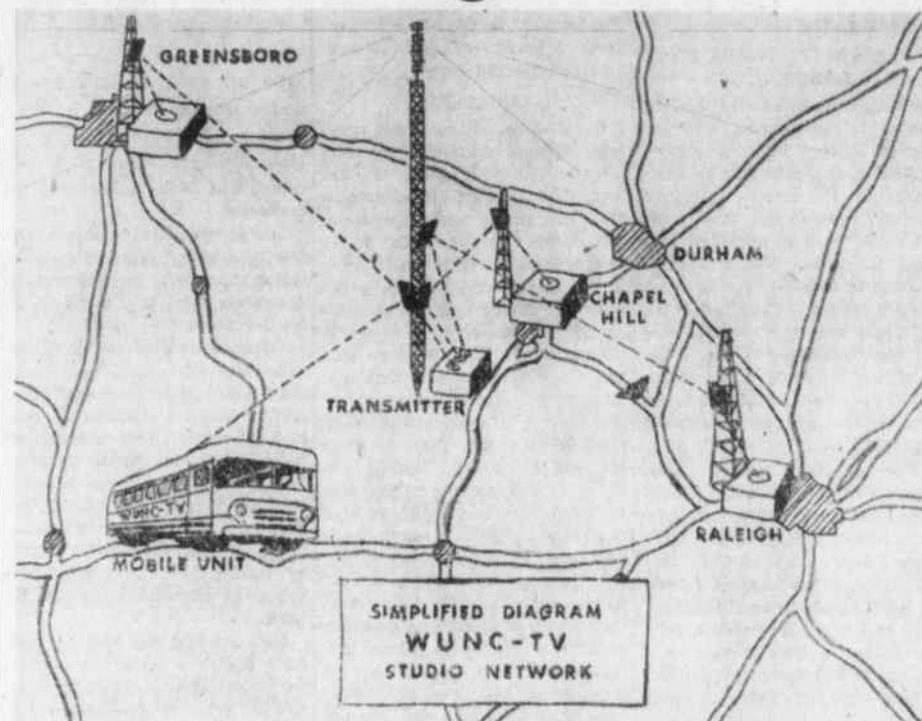 GREENSBORO
DURHAM
CHAPEL
HILL
TRANSMITTER
WUNC-TV
MOBILE UNIT
RALEIGH
SIMPLIFIED DIAGRAM
WUNC-TV
STUDIO NETWORK